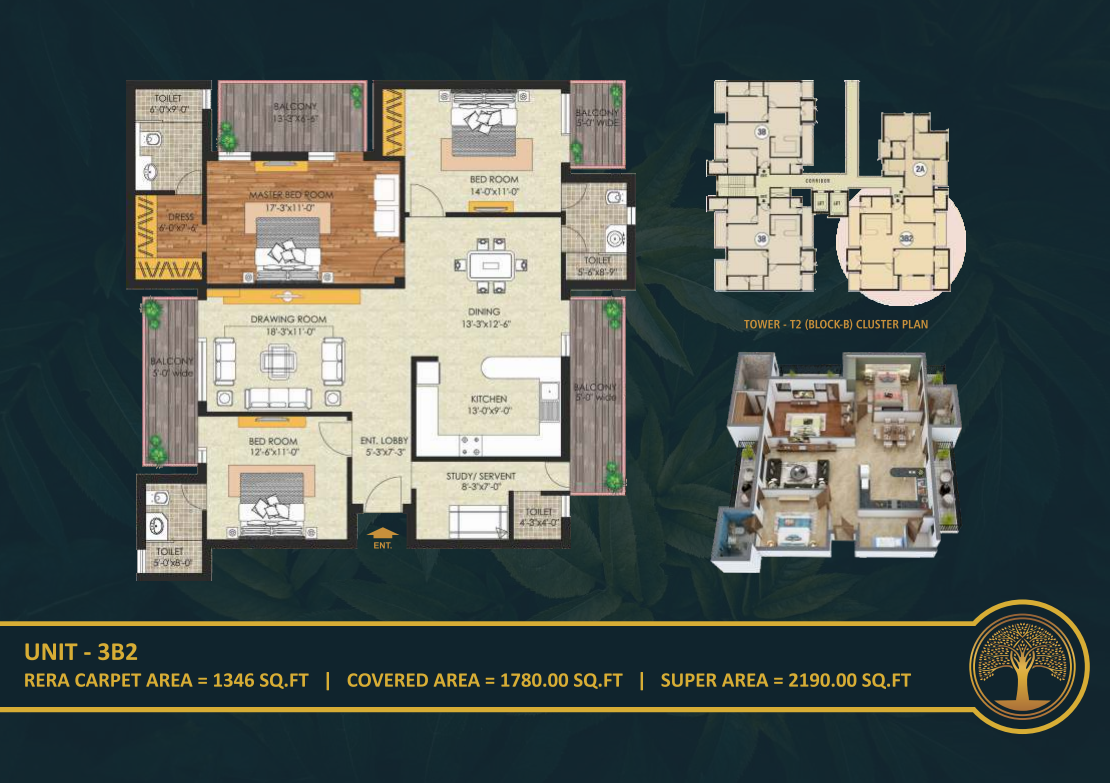 TOILET
6'-0"x9'-0"
BALCONY
13'-3"x6'-6"
BALCONY
5'-0" WIDE
BED ROOM
14'-0"x11'-0"
MASTER BED ROOM
17'-3"x11'-0"
DRESS
6'-0"x7'-6"
TOILET
5'-6"x8'-9"
DRAWING ROOM
18'-3"x11'-0"
DINING
13'-3"x12'-6"
BALCONY
5'-0" wide
BALCONY
5'-0" wide
KITCHEN
13'-0"x9'-0"
BED ROOM
12'-6"x11'-0"
ENT. LOBBY
5'-3"x7'-3"
STUDY/ SERVENT
8'-3"x7'-0"
TOILET
4'-3"x4'-0"
TOILET
5'-0"x8'-0"
ENT.
3B
2A
CORRIDOR
LIFT
LIFT
3B
3B2
TOWER - T2 (BLOCK-B) CLUSTER PLAN
UNIT - 3B2
RERA CARPET AREA = 1346 SQ.FT | COVERED AREA = 1780.00 SQ.FT | SUPER AREA = 2190.00 SQ.FT